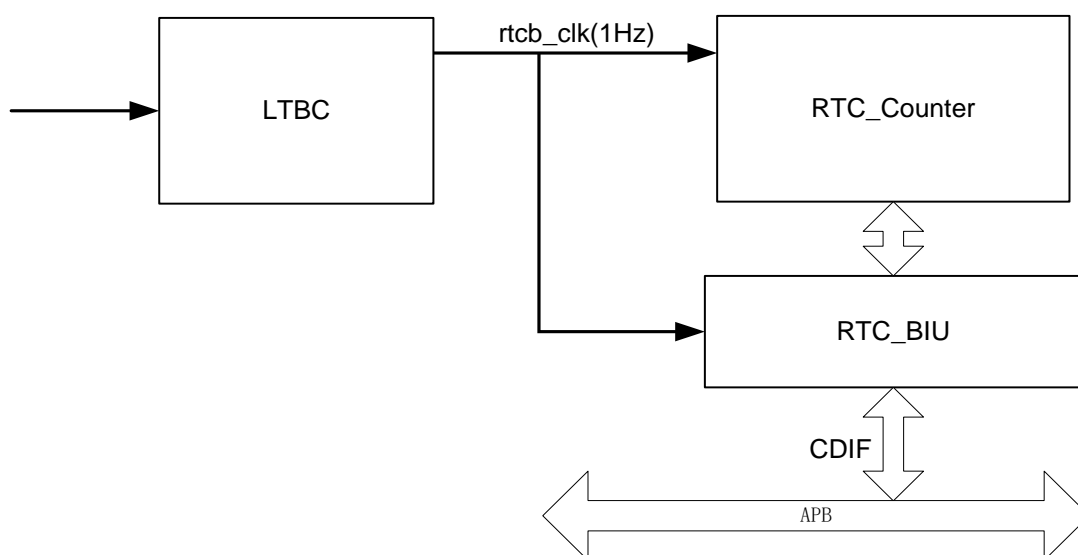 rtcb_clk(1Hz)
LTBC
RTC_Counter
RTC_BIU
CDIF
APB